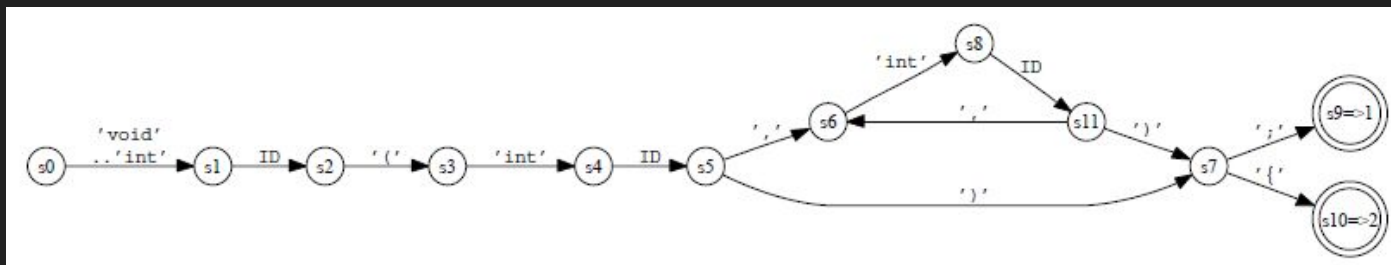 s8
'int'
ID
s6
','
s11
s9=>1
'void'
..'int'
','
')'
';'
s0
s1
ID
s2
'('
s3
'int'
s4
ID
s5
s7
'{'
')'
s10=>2